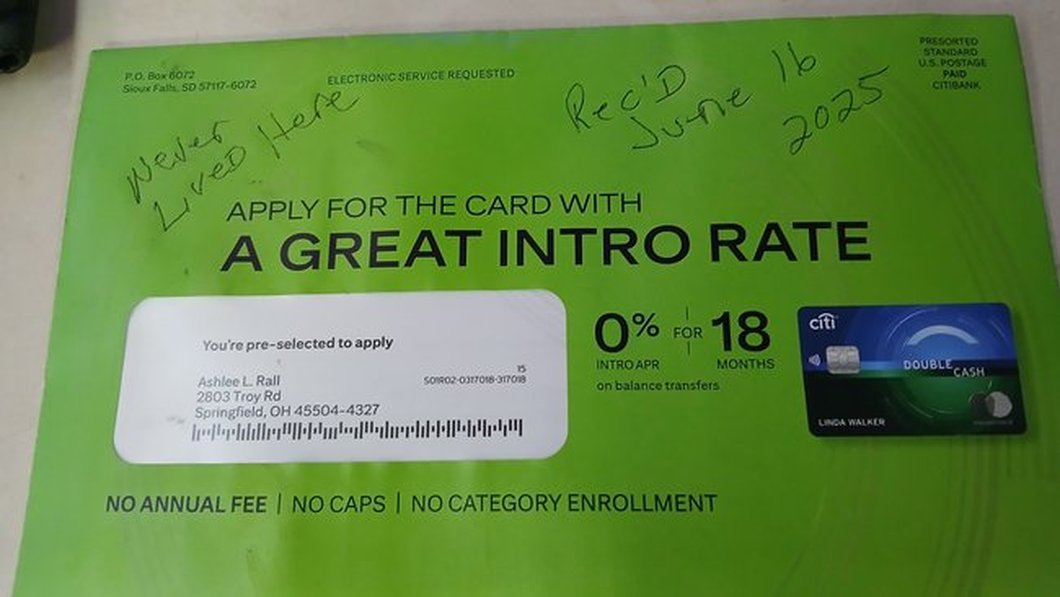 P.O. Box 6072
Sioux Falls, SD 57117-6072
ELECTRONIC SERVICE REQUESTED
PRESORTED
STANDARD
U.S. POSTAGE
PAID
CITIBANK
Never
Lived Here
Rec'D
June 16
2025
APPLY FOR THE CARD WITH
A GREAT INTRO RATE
You're pre-selected to apply
15
Ashlee L. Rall
S01R02-0317018-317018
2803 Troy Rd
Springfield, OH 45504-4327
0% FOR 18
INTRO APR MONTHS
on balance transfers
citi
DOUBLE
CASH
LINDA WALKER
NO ANNUAL FEE | NO CAPS | NO CATEGORY ENROLLMENT